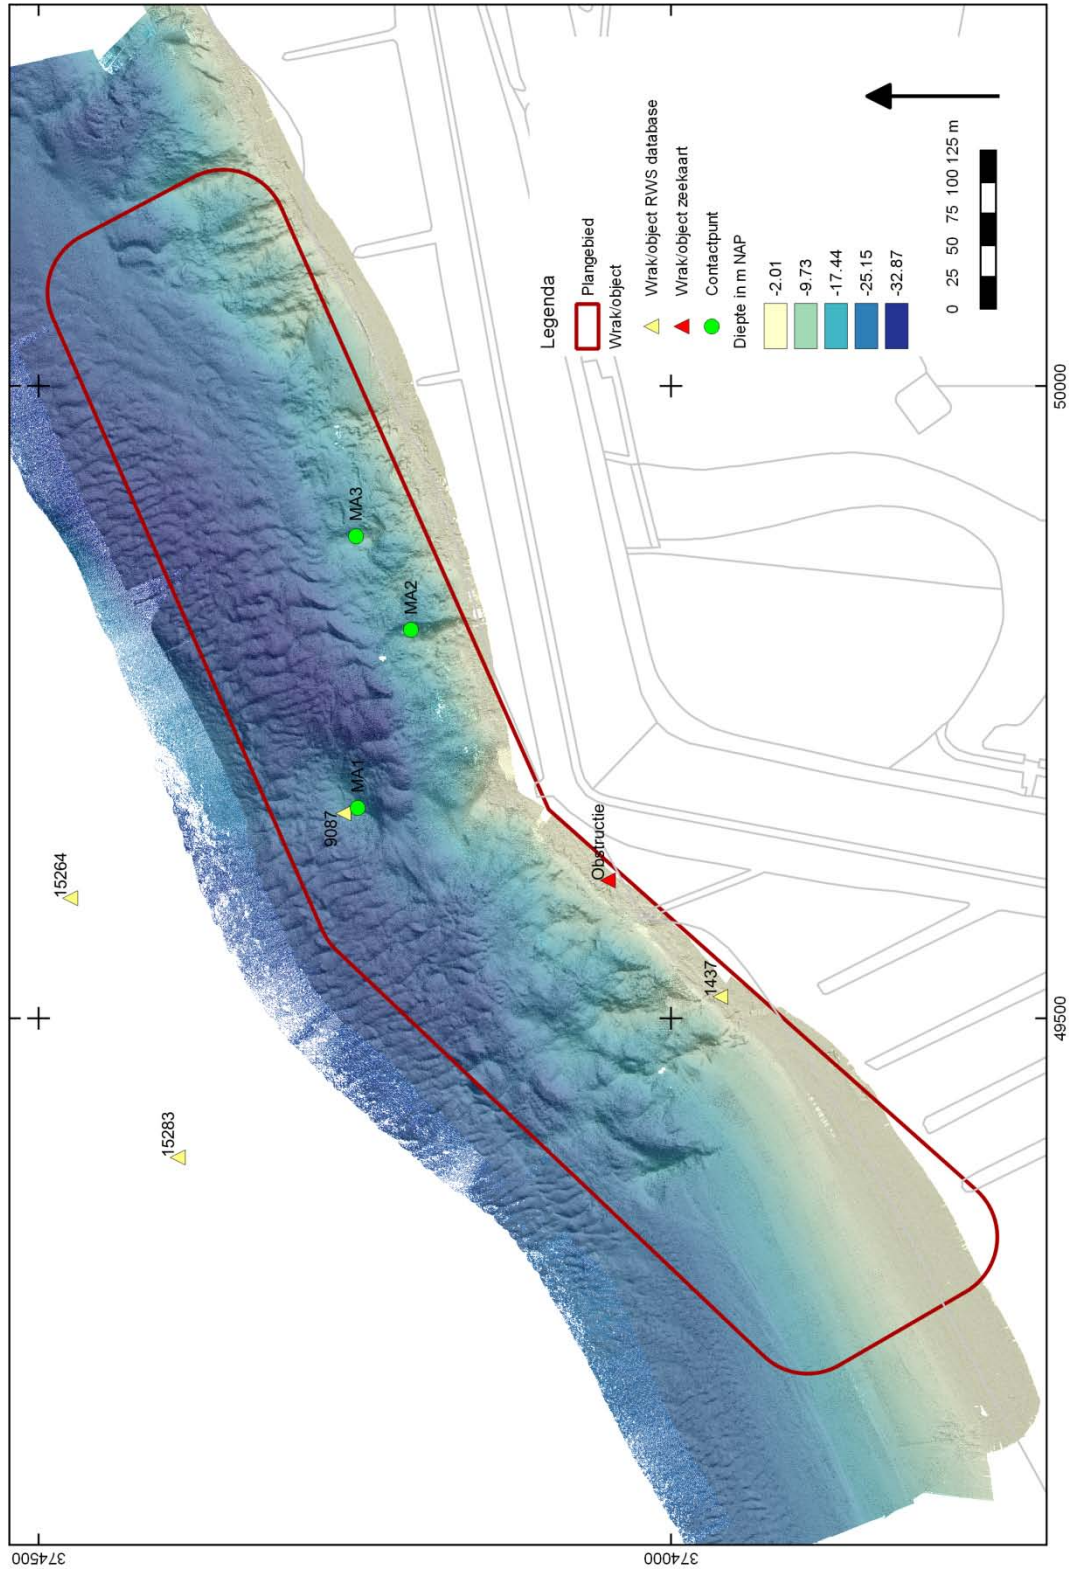 374500
374000
49500
50000
15283
15264
9087
MA1
MA2
MA3
1437
Obstructie
Legenda
Plangebied
Wrak/object
Wrak/object RWS database
Wrak/object zeekaart
Contactpunt
Diepte in m NAP
-2.01
-9.73
-17.44
-25.15
-32.87
0 25 50 75 100 125 m